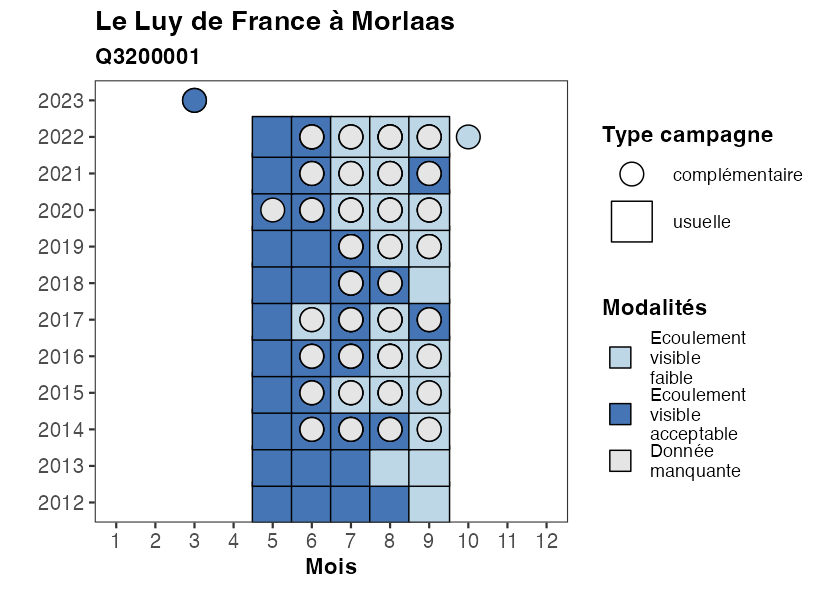 Le Luy de France à Morlaas
Q3200001
2023
2022
2021
2020
2019
2018
2017
2016
2015
2014
2013
2012
1 2 3 4 5 6 7 8 9 10 11 12
Mois
Type campagne
complémentaire
usuelle
Modalités
Ecoulement
visible
faible
Ecoulement
visible
acceptable
Donnée
manquante